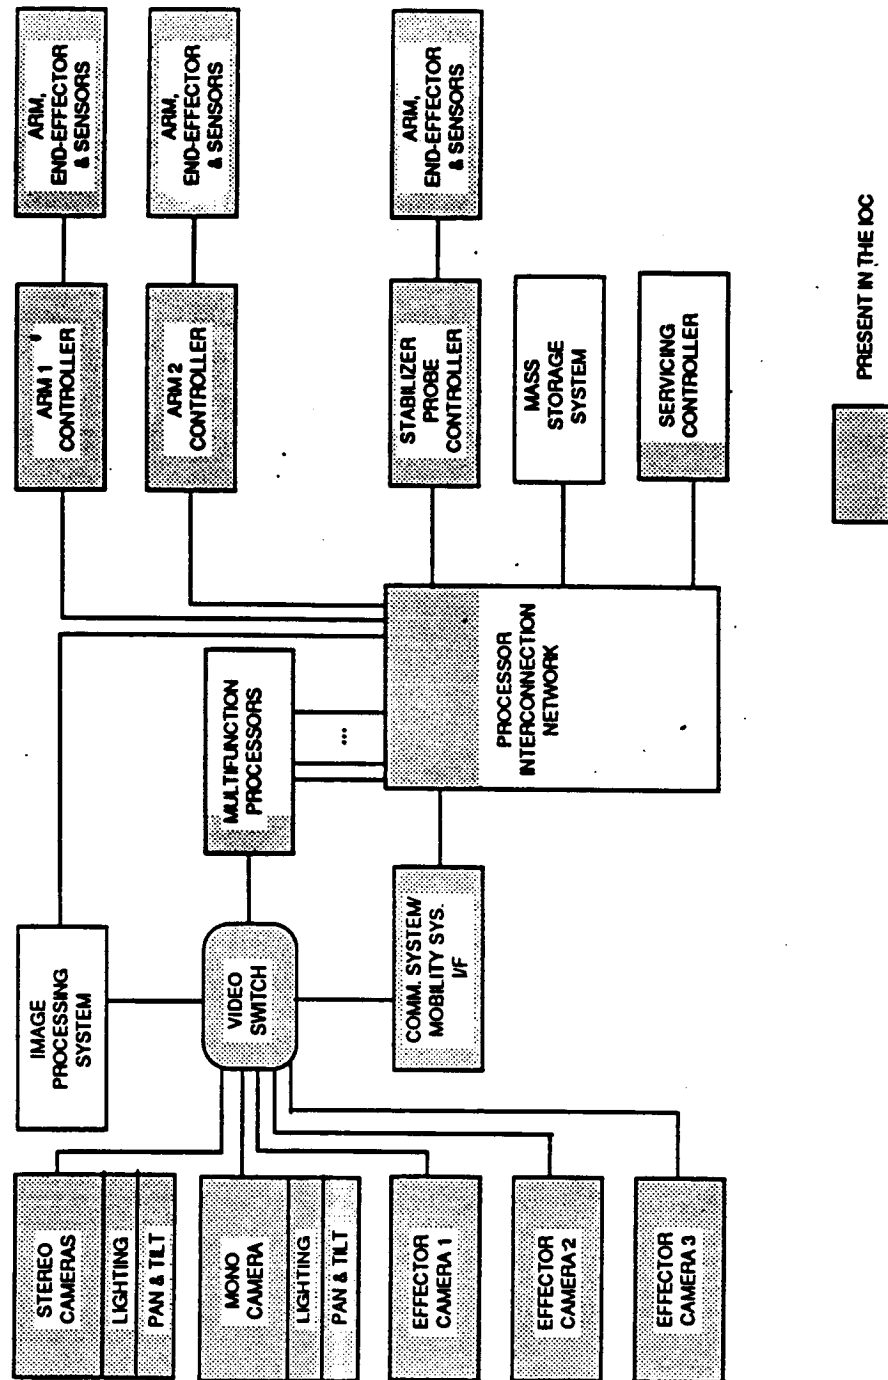 STEREO
CAMERAS
LIGHTING
PAN & TILT
MONO
CAMERA
LIGHTING
PAN & TILT
EFFECTOR
CAMERA 1
EFFECTOR
CAMERA 2
EFFECTOR
CAMERA 3
IMAGE
PROCESSING
SYSTEM
VIDEO
SWITCH
COMM. SYSTEM/
MOBILITY SYS.
I/F
MULTIFUNCTION
PROCESSORS
...
PROCESSOR
INTERCONNECTION
NETWORK
ARM 1
CONTROLLER
ARM 2
CONTROLLER
STABILIZER
PROBE
CONTROLLER
MASS
STORAGE
SYSTEM
SERVICING
CONTROLLER
ARM,
END-EFFECTOR
& SENSORS
ARM,
END-EFFECTOR
& SENSORS
ARM,
END-EFFECTOR
& SENSORS
PRESENT IN THE IOC